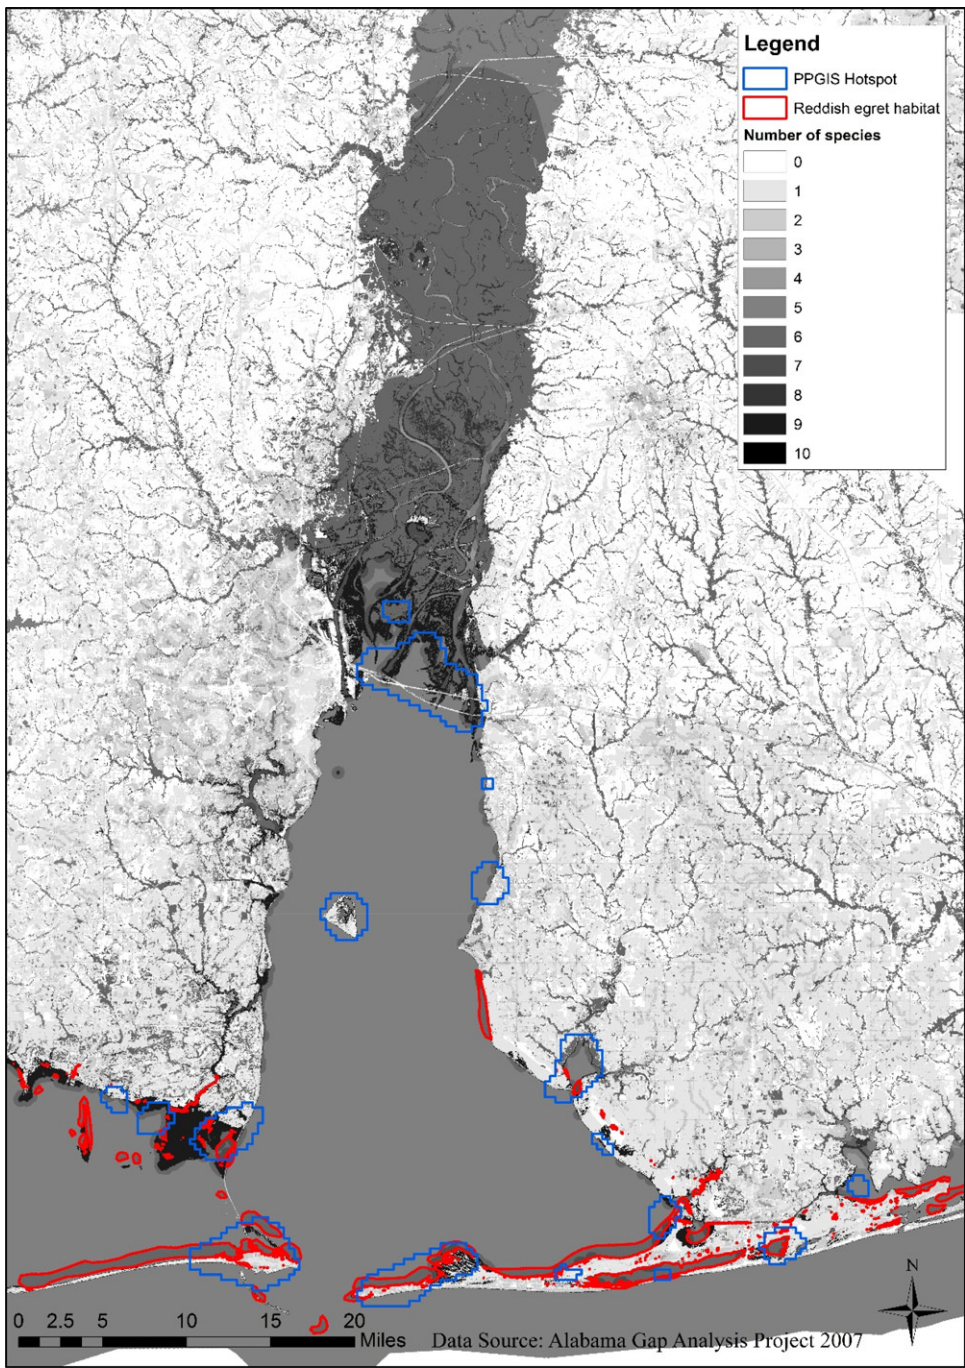 Legend
PPGIS Hotspot
Reddish egret habitat
Number of species
0
1
2
3
4
5
6
7
8
9
10
N
0 2.5 5 10 15 20
Miles
Data Source: Alabama Gap Analysis Project 2007